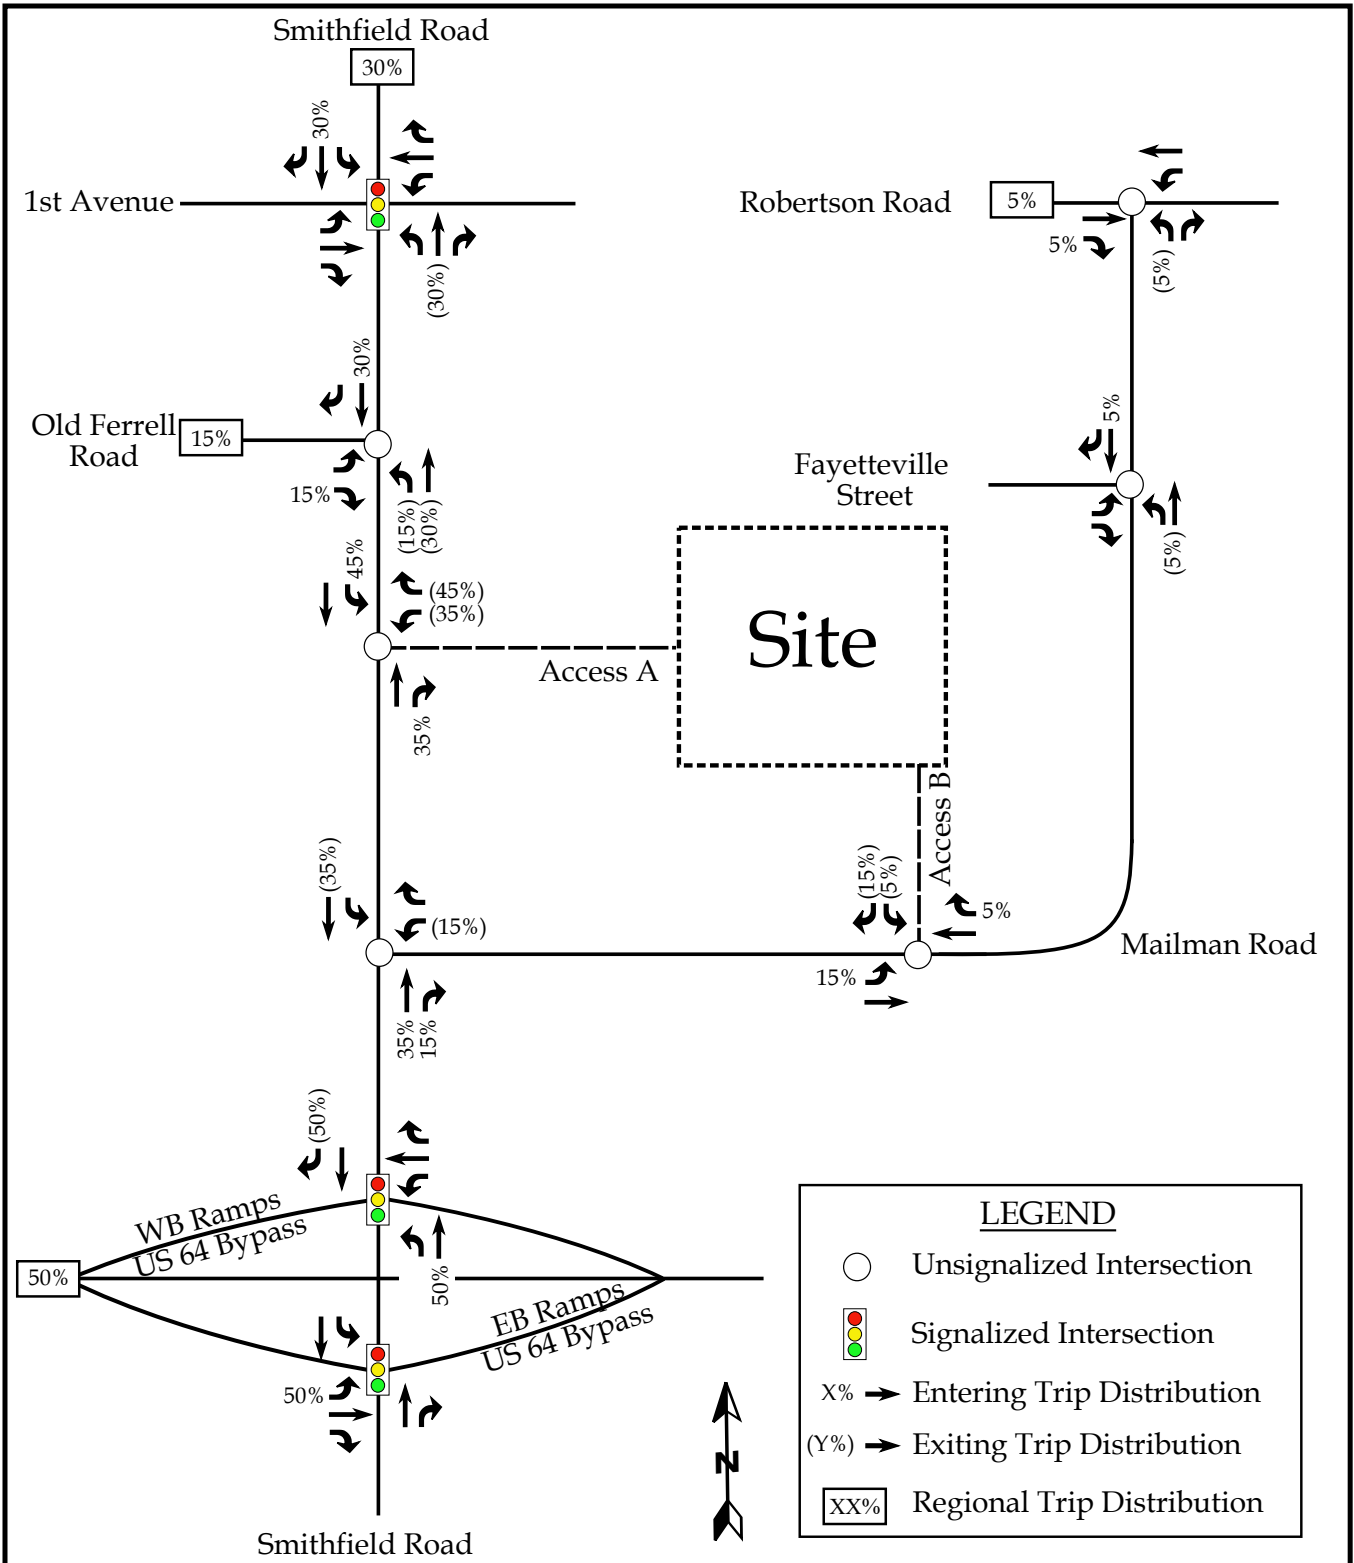 Smithfield Road
30%
30%
1st Avenue
(30%)
Robertson Road
5%
5%
(5%)
30%
Old Ferrell
Road
15%
15%
(15%)
(30%)
5%
Fayetteville
Street
(5%)
45%
(45%)
(35%)
Access A
35%
Site
Access B
(35%)
(15%)
35%
15%
(15%)
(5%)
5%
15%
Mailman Road
(50%)
WB Ramps
US 64 Bypass
50%
50%
EB Ramps
US 64 Bypass
50%
Smithfield Road
N
LEGEND
Unsignalized Intersection
Signalized Intersection
X% Entering Trip Distribution
(Y%) Exiting Trip Distribution
XX% Regional Trip Distribution